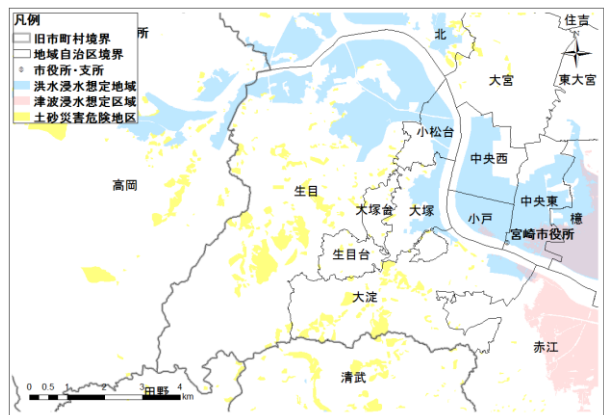 凡例
旧市町村境界
地域自治区境界
市役所・支所
洪水浸水想定地域
津波浸水想定区域
土砂災害危険地区
所
北
住吉
N
大宮
東大宮
小松台
中央西
高岡
生目
大塚台
大塚
小戸
中央東
檍
宮崎市役所
生目台
大淀
赤江
清武
田野
0 0.5 1 2 3 4
km